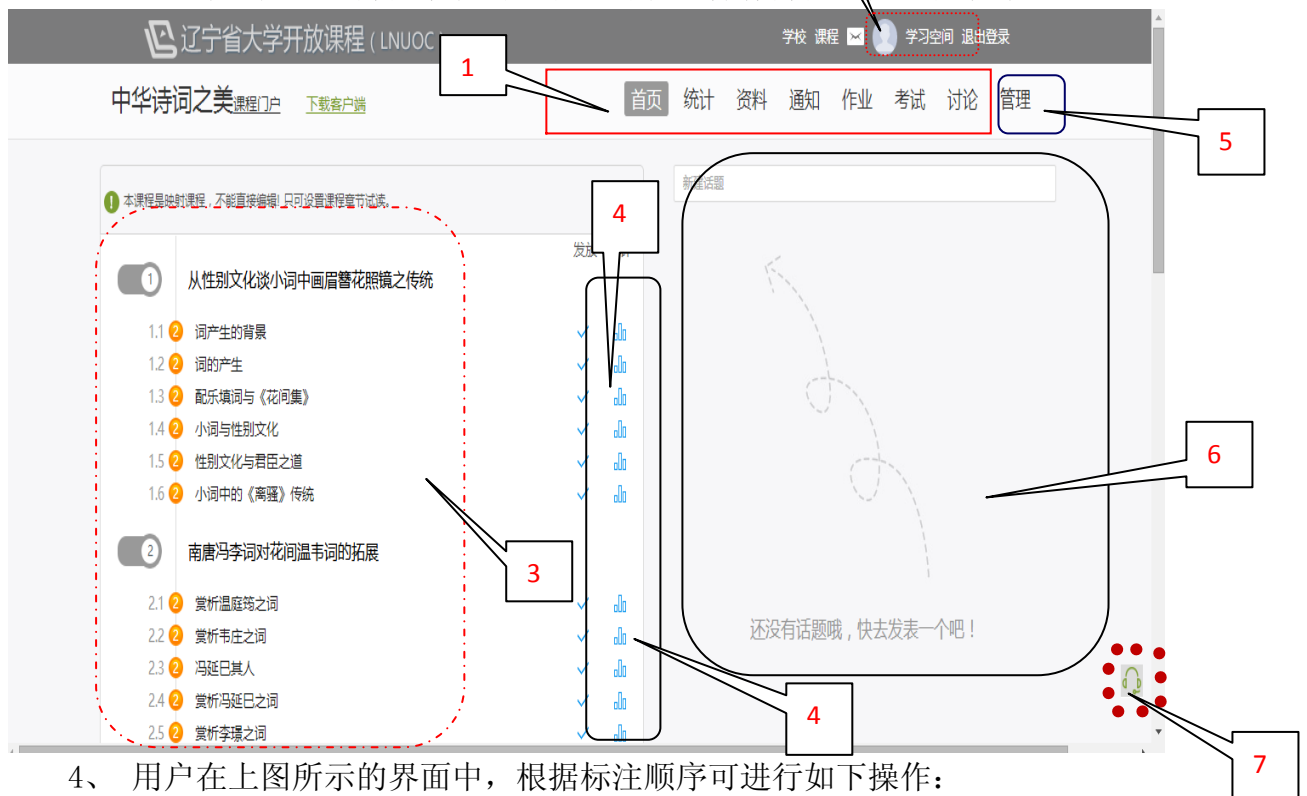 辽宁省大学开放课程 ( LNUOC
学校 课程 学习空间 退出登录
1
中华诗词之美 课程门户 下载客户端
首页 统计 资料 通知 作业 考试 讨论 管理
5
新建话题
! 本课程是映射课程，不能直接编辑! 只可设置课程章节试读。
4
发放
1 从性别文化谈小词中画眉簪花照镜之传统
1.1 2 词产生的背景
1.2 2 词的产生
1.3 2 配乐填词与《花间集》
1.4 2 小词与性别文化
1.5 2 性别文化与君臣之道
1.6 2 小词中的《离骚》传统
6
2 南唐冯李词对花间温韦词的拓展
3
2.1 2 赏析温庭筠之词
2.2 2 赏析韦庄之词
2.3 2 冯延巳其人
2.4 2 赏析冯延巳之词
2.5 2 赏析李璟之词
还没有话题哦，快去发表一个吧！
4
7
4、 用户在上图所示的界面中，根据标注顺序可进行如下操作：